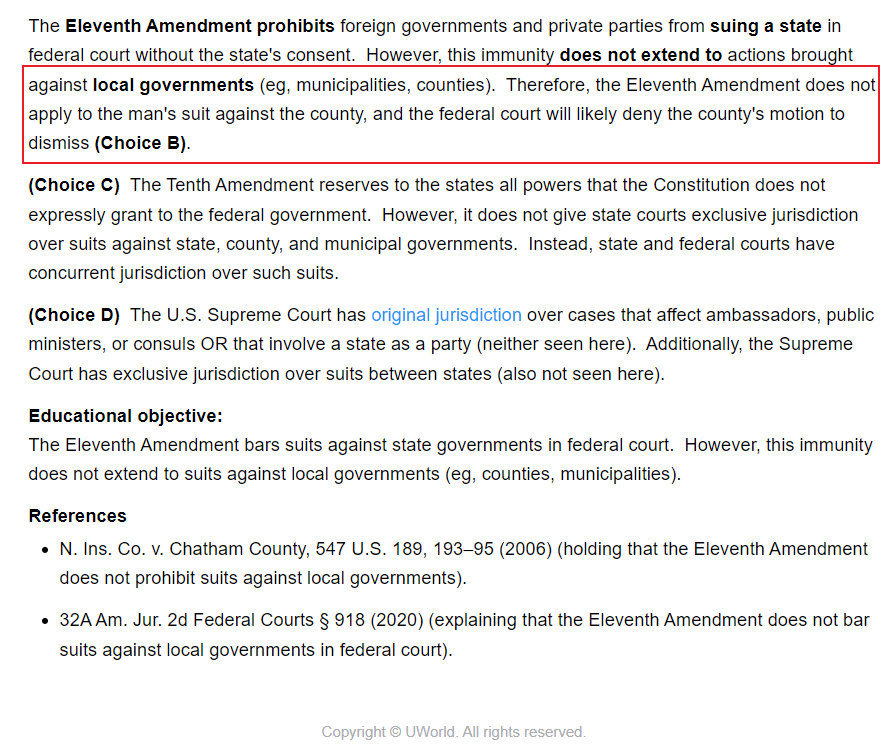 The Eleventh Amendment prohibits foreign governments and private parties from suing a state in
federal court without the state's consent.  However, this immunity does not extend to actions brought
against local governments (eg, municipalities, counties).  Therefore, the Eleventh Amendment does not
apply to the man's suit against the county, and the federal court will likely deny the county's motion to
dismiss (Choice B).
(Choice C)  The Tenth Amendment reserves to the states all powers that the Constitution does not
expressly grant to the federal government.  However, it does not give state courts exclusive jurisdiction
over suits against state, county, and municipal governments.  Instead, state and federal courts have
concurrent jurisdiction over such suits.
(Choice D)  The U.S. Supreme Court has original jurisdiction over cases that affect ambassadors, public
ministers, or consuls OR that involve a state as a party (neither seen here).  Additionally, the Supreme
Court has exclusive jurisdiction over suits between states (also not seen here).
Educational objective:
The Eleventh Amendment bars suits against state governments in federal court.  However, this immunity
does not extend to suits against local governments (eg, counties, municipalities).
References
• N. Ins. Co. v. Chatham County, 547 U.S. 189, 193–95 (2006) (holding that the Eleventh Amendment
does not prohibit suits against local governments).
• 32A Am. Jur. 2d Federal Courts § 918 (2020) (explaining that the Eleventh Amendment does not bar
suits against local governments in federal court).
Copyright © UWorld. All rights reserved.